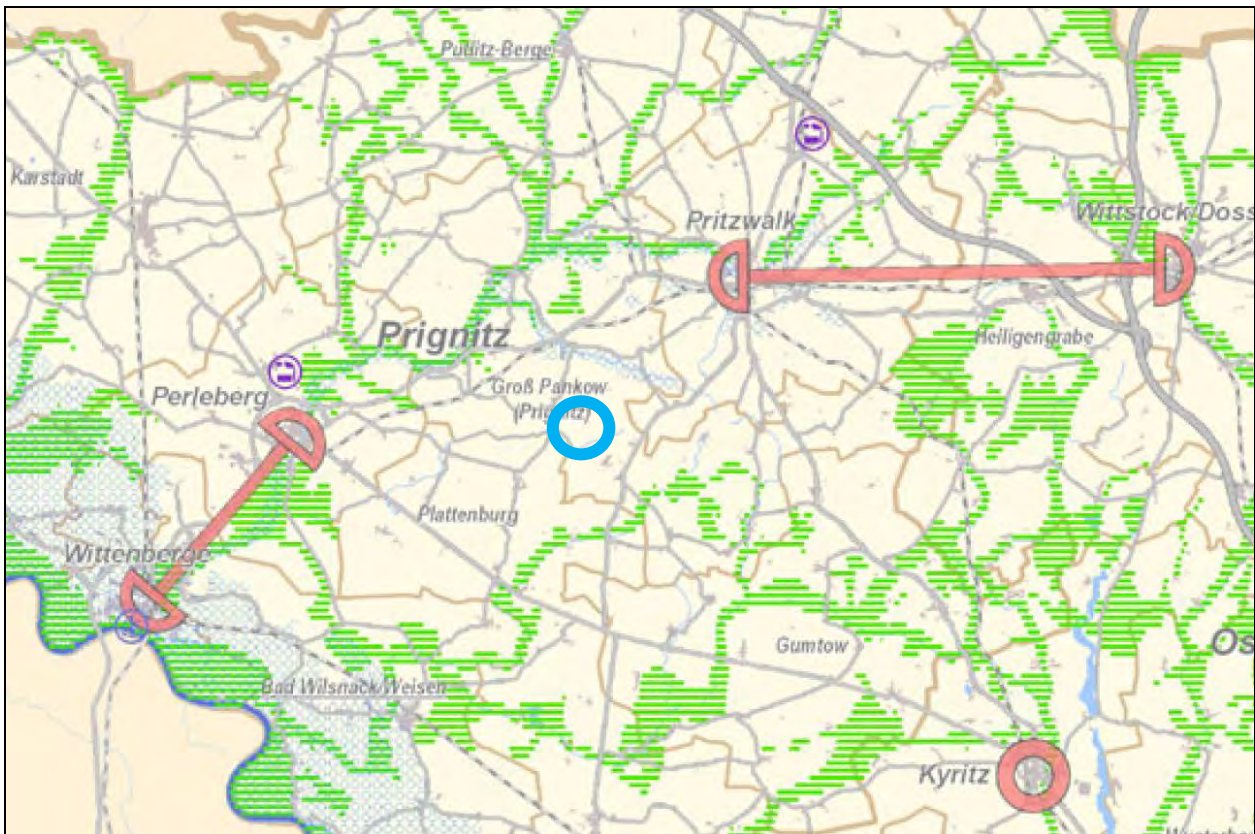 Putlitz-Berge
Karstadt
Pritzwalk
Wittstock/Doss
Prignitz
Heiligengrabe
Groß Pankow
(Prignitz)
Perleberg
Plattenburg
Wittenberge
Gumtow
Os
Bad Wilsnack/Weisen
Kyritz